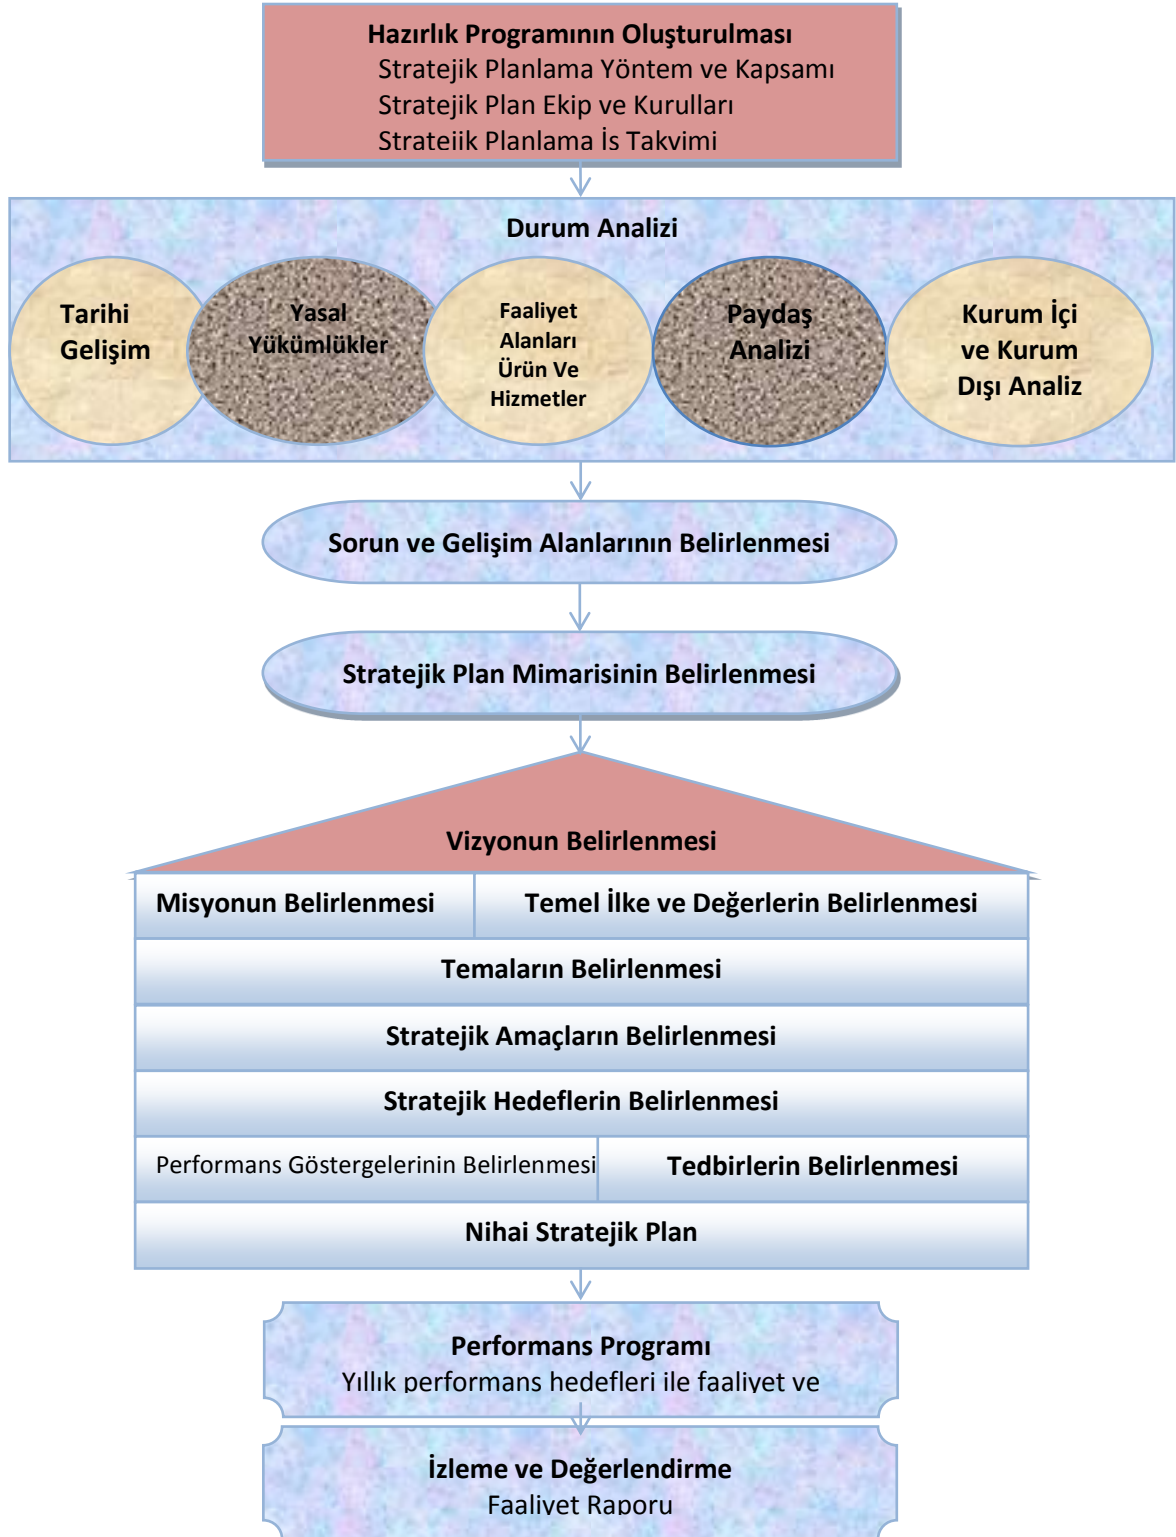 Hazırlık Programının Oluşturulması
Stratejik Planlama Yöntem ve Kapsamı
Stratejik Plan Ekip ve Kurulları
Stratejik Planlama İş Takvimi
Durum Analizi
Tarihi
Gelişim
Yasal
Yükümlükler
Faaliyet
Alanları
Ürün Ve
Hizmetler
Paydaş
Analizi
Kurum İçi
ve Kurum
Dışı Analiz
Sorun ve Gelişim Alanlarının Belirlenmesi
Stratejik Plan Mimarisinin Belirlenmesi
Vizyonun Belirlenmesi
Misyonun Belirlenmesi
Temel İlke ve Değerlerin Belirlenmesi
Temaların Belirlenmesi
Stratejik Amaçların Belirlenmesi
Stratejik Hedeflerin Belirlenmesi
Performans Göstergelerinin Belirlenmesi
Tedbirlerin Belirlenmesi
Nihai Stratejik Plan
Performans Programı
Yıllık performans hedefleri ile faaliyet ve
İzleme ve Değerlendirme
Faaliyet Raporu